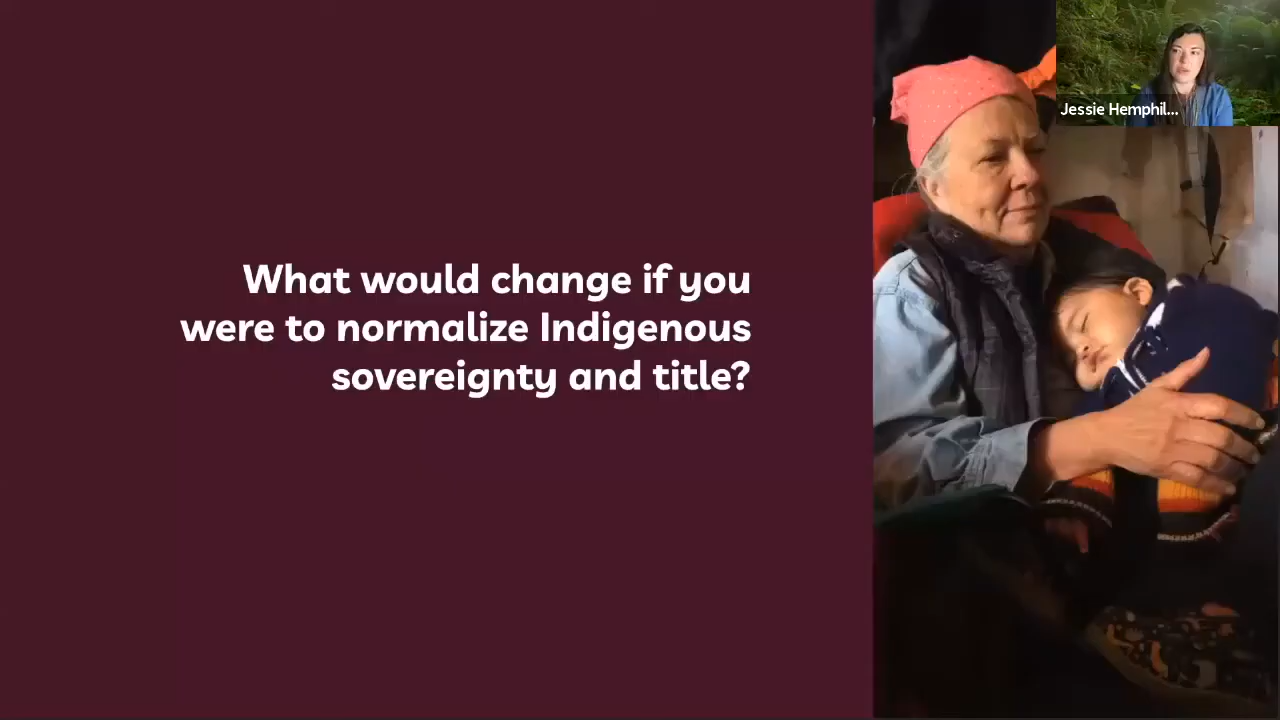 Jessie Hemphil...
What would change if you
were to normalize Indigenous
sovereignty and title?